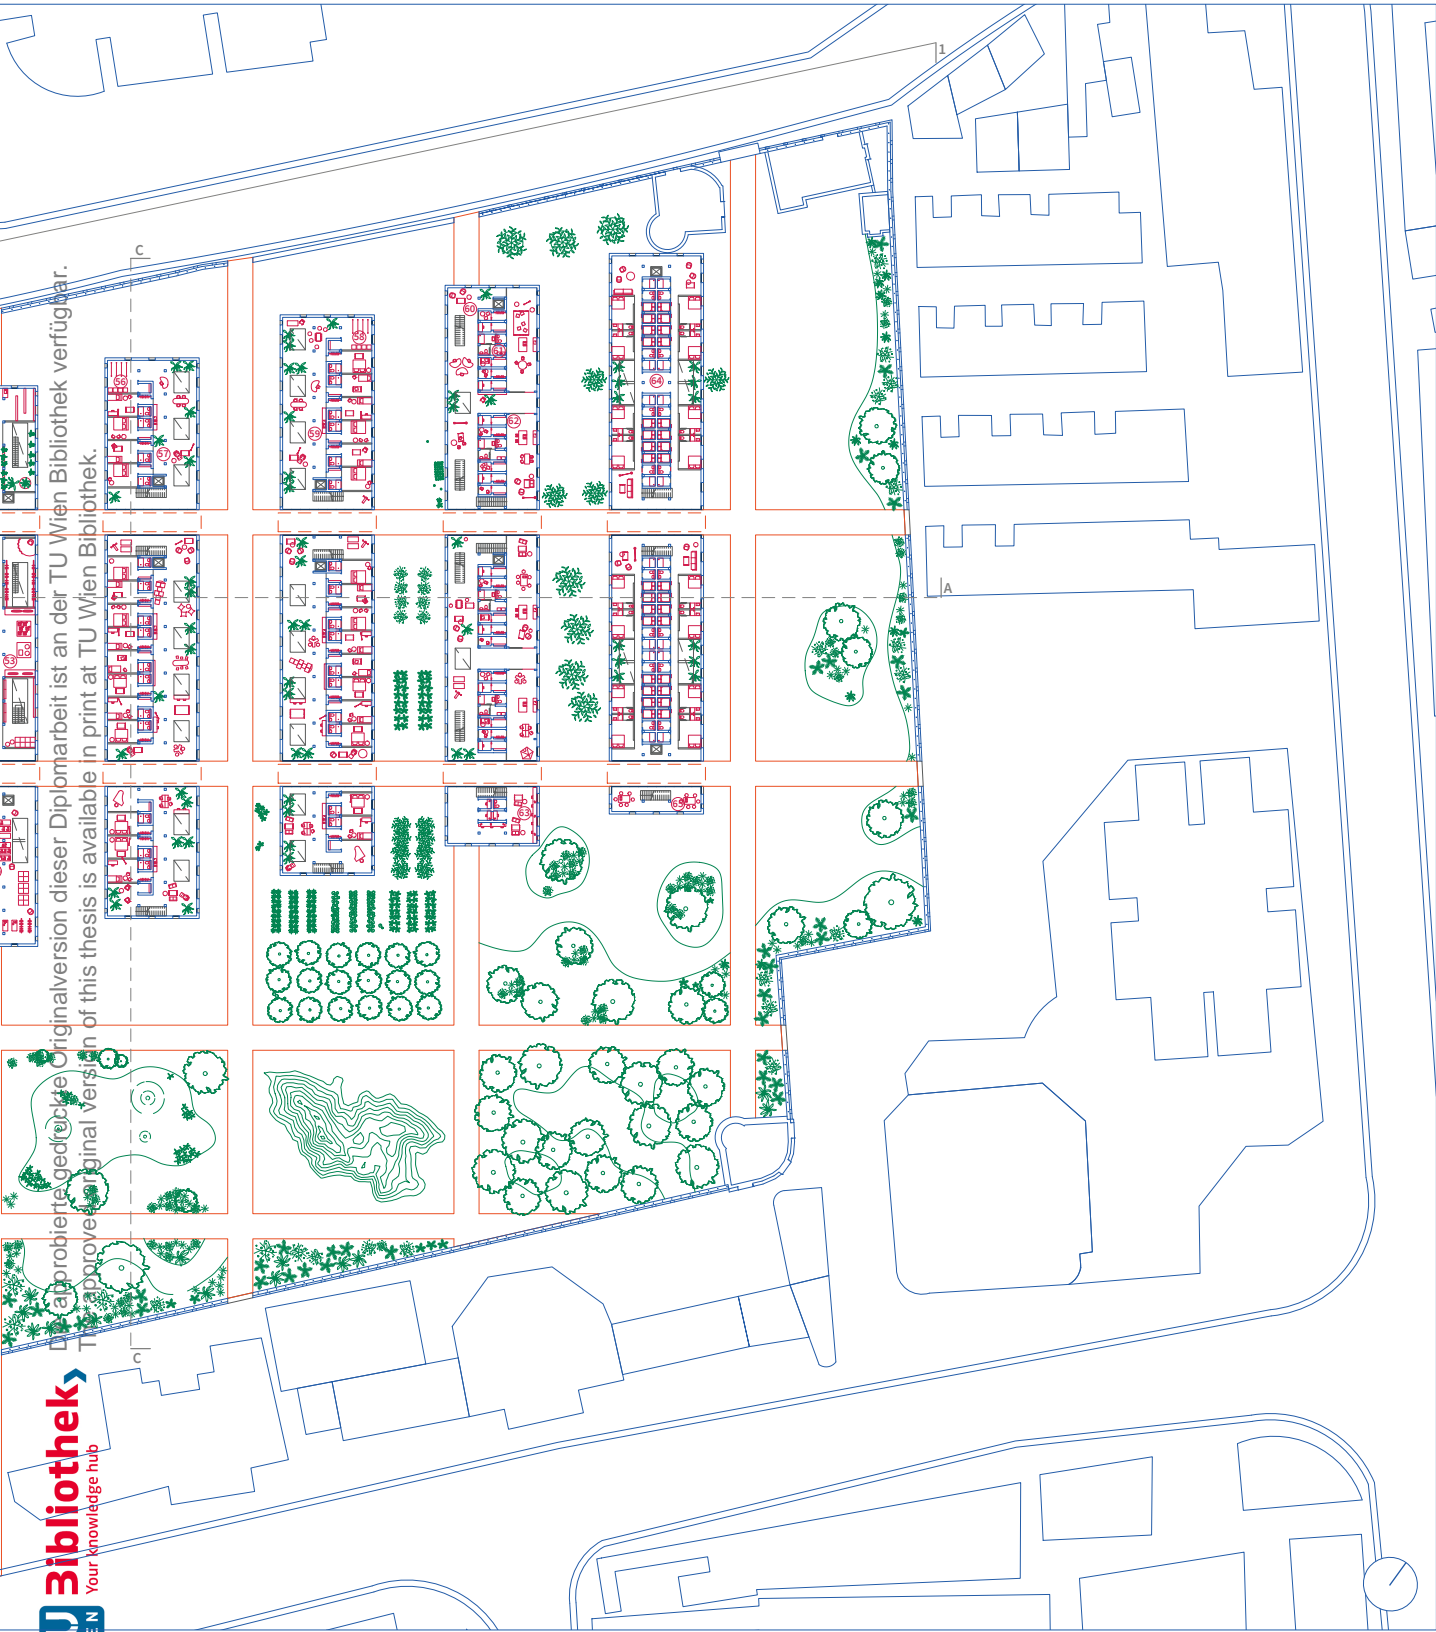 1
C
60
58
61
56
64
62
59
57
A
53
65
63
C
Die approbierte gedruckte Originalversion dieser Diplomarbeit ist an der TU Wien Bibliothek verfügbar.
The approved original version of this thesis is available in print at TU Wien Bibliothek.
Bibliothek
Your knowledge hub